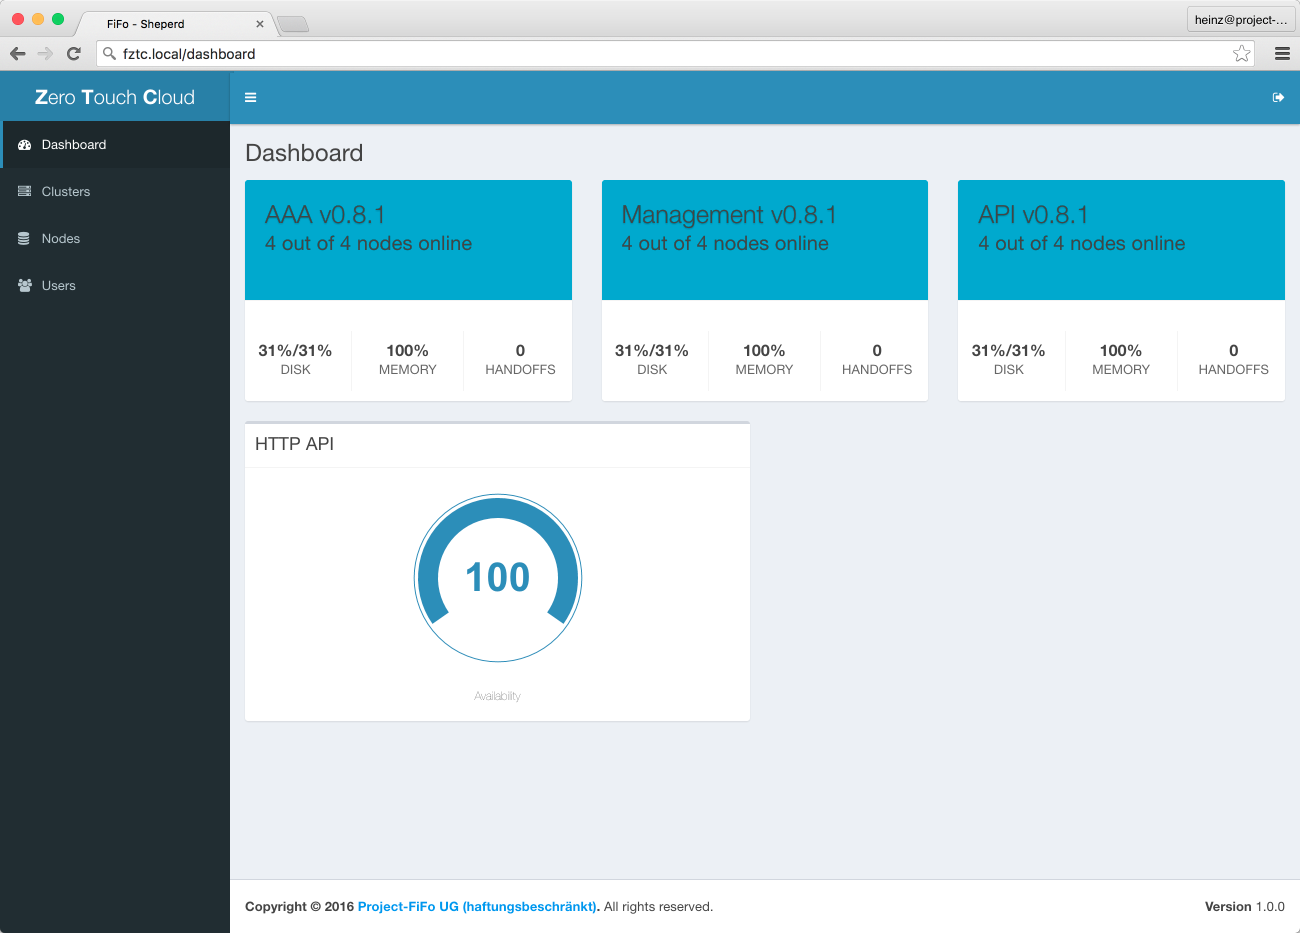 FiFo - Sheperd
heinz@project-...
fztc.local/dashboard
Zero Touch Cloud
Dashboard
Clusters
Nodes
Users
Dashboard
AAA v0.8.1
4 out of 4 nodes online
31%/31%
DISK
100%
MEMORY
0
HANDOFFS
Management v0.8.1
4 out of 4 nodes online
31%/31%
DISK
100%
MEMORY
0
HANDOFFS
API v0.8.1
4 out of 4 nodes online
31%/31%
DISK
100%
MEMORY
0
HANDOFFS
HTTP API
100
Availability
Copyright © 2016 Project-FiFo UG (haftungsbeschränkt). All rights reserved.
Version 1.0.0